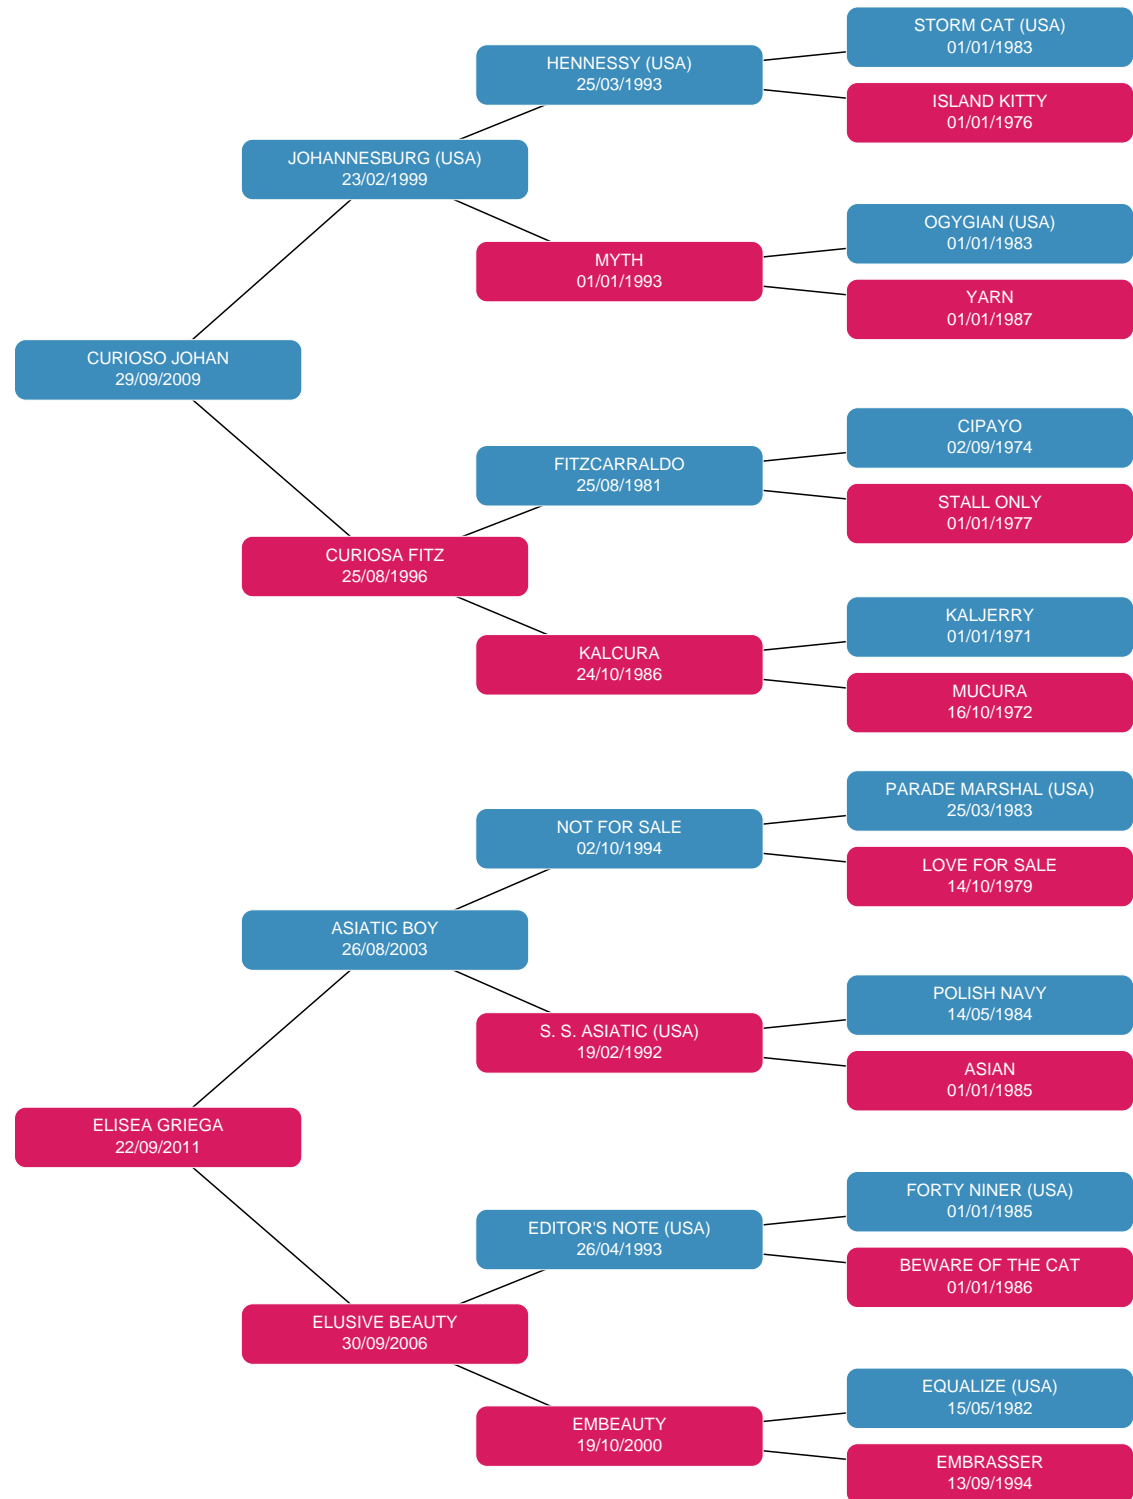 STORM CAT (USA)
01/01/1983
HENNESSY (USA)
25/03/1993
ISLAND KITTY
01/01/1976
JOHANNESBURG (USA)
23/02/1999
OGYGIAN (USA)
01/01/1983
MYTH
01/01/1993
YARN
01/01/1987
CURIOSO JOHAN
29/09/2009
CIPAYO
02/09/1974
FITZCARRALDO
25/08/1981
STALL ONLY
01/01/1977
CURIOSA FITZ
25/08/1996
KALJERRY
01/01/1971
KALCURA
24/10/1986
MUCURA
16/10/1972
PARADE MARSHAL (USA)
25/03/1983
NOT FOR SALE
02/10/1994
LOVE FOR SALE
14/10/1979
ASIATIC BOY
26/08/2003
POLISH NAVY
14/05/1984
S. S. ASIATIC (USA)
19/02/1992
ASIAN
01/01/1985
ELISEA GRIEGA
22/09/2011
FORTY NINER (USA)
01/01/1985
EDITOR'S NOTE (USA)
26/04/1993
BEWARE OF THE CAT
01/01/1986
ELUSIVE BEAUTY
30/09/2006
EQUALIZE (USA)
15/05/1982
EMBEAUTY
19/10/2000
EMBRASSER
13/09/1994